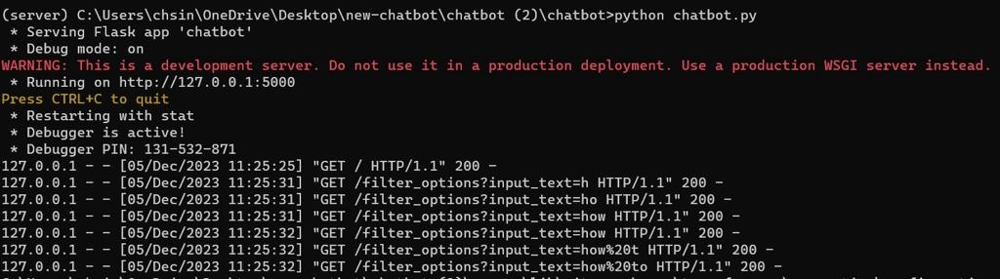 (server) C:\Users\chsin\OneDrive\Desktop\new-chatbot\chatbot (2)\chatbot>python chatbot.py
 * Serving Flask app 'chatbot'
 * Debug mode: on
WARNING: This is a development server. Do not use it in a production deployment. Use a production WSGI server instead.
 * Running on http://127.0.0.1:5000
Press CTRL+C to quit
 * Restarting with stat
 * Debugger is active!
 * Debugger PIN: 131-532-871
127.0.0.1 - - [05/Dec/2023 11:25:25] "GET / HTTP/1.1" 200 -
127.0.0.1 - - [05/Dec/2023 11:25:31] "GET /filter_options?input_text=h HTTP/1.1" 200 -
127.0.0.1 - - [05/Dec/2023 11:25:31] "GET /filter_options?input_text=ho HTTP/1.1" 200 -
127.0.0.1 - - [05/Dec/2023 11:25:31] "GET /filter_options?input_text=how HTTP/1.1" 200 -
127.0.0.1 - - [05/Dec/2023 11:25:32] "GET /filter_options?input_text=how HTTP/1.1" 200 -
127.0.0.1 - - [05/Dec/2023 11:25:32] "GET /filter_options?input_text=how%20t HTTP/1.1" 200 -
127.0.0.1 - - [05/Dec/2023 11:25:32] "GET /filter_options?input_text=how%20to HTTP/1.1" 200 -